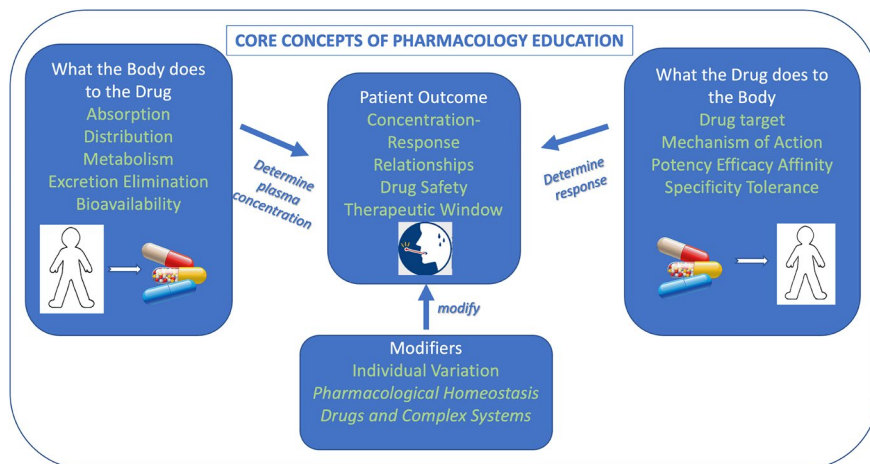 CORE CONCEPTS OF PHARMACOLOGY EDUCATION
What the Body does
to the Drug
Absorption
Distribution
Metabolism
Excretion Elimination
Bioavailability
Determine
plasma
concentration
Patient Outcome
Concentration-
Response
Relationships
Drug Safety
Therapeutic Window
Determine
response
What the Drug does to
the Body
Drug target
Mechanism of Action
Potency Efficacy Affinity
Specificity Tolerance
modify
Modifiers
Individual Variation
Pharmacological Homeostasis
Drugs and Complex Systems